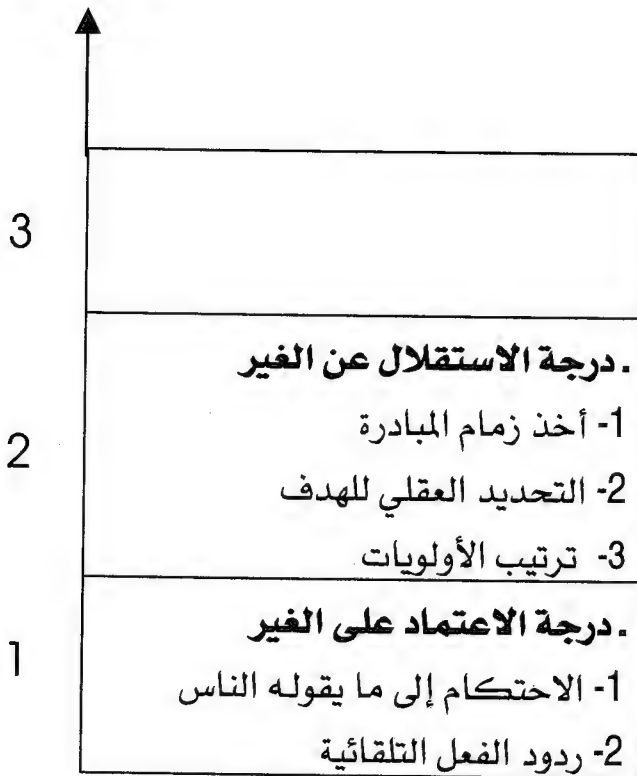 3
2
. درجة الاستقلال عن الغير
1- أخذ زمام المبادرة
2- التحديد العقلي للهدف
3- ترتيب الأولويات
1
. درجة الاعتماد على الغير
1- الاحتكام إلى ما يقوله الناس
2- ردود الفعل التلقائية